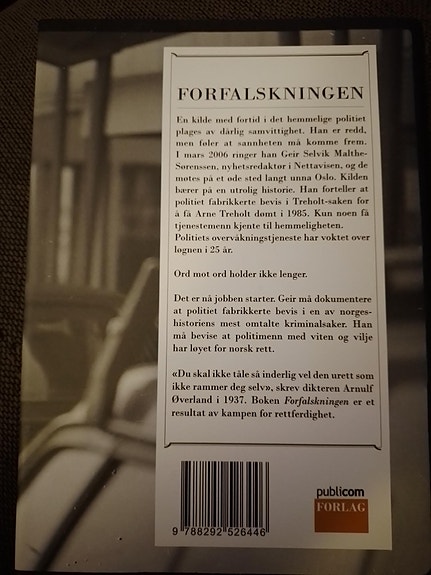 FORFALSKNINGEN
En kilde med fortid i det hemmelige politiet
plages av dårlig samvittighet. Han er redd,
men føler at sannheten må komme frem.
I mars 2006 ringer han Geir Selvik Malthe-
Sørenssen, nyhetsredaktør i Nettavisen, og de
møtes på et øde sted langt unna Oslo. Kilden
bærer på en utrolig historie. Han forteller at
politiet fabrikkerte bevis i Treholt-saken for
å få Arne Treholt dømt i 1985. Kun noen få
tjenestemenn kjente til hemmeligheten.
Politiets overvåkningstjeneste har voktet over
løgnen i 25 år.
Ord mot ord holder ikke lenger.
Det er nå jobben starter. Geir må dokumentere
at politiet fabrikkerte bevis i en av norges-
historiens mest omtalte kriminalsaker. Han
må bevise at politimenn med viten og vilje
har løyet for norsk rett.
«Du skal ikke tåle så inderlig vel den urett som
ikke rammer deg selv», skrev dikteren Arnulf
Øverland i 1937. Boken Forfalskningen er et
resultat av kampen for rettferdighet.
9 788292 526446
publicom
FORLAG